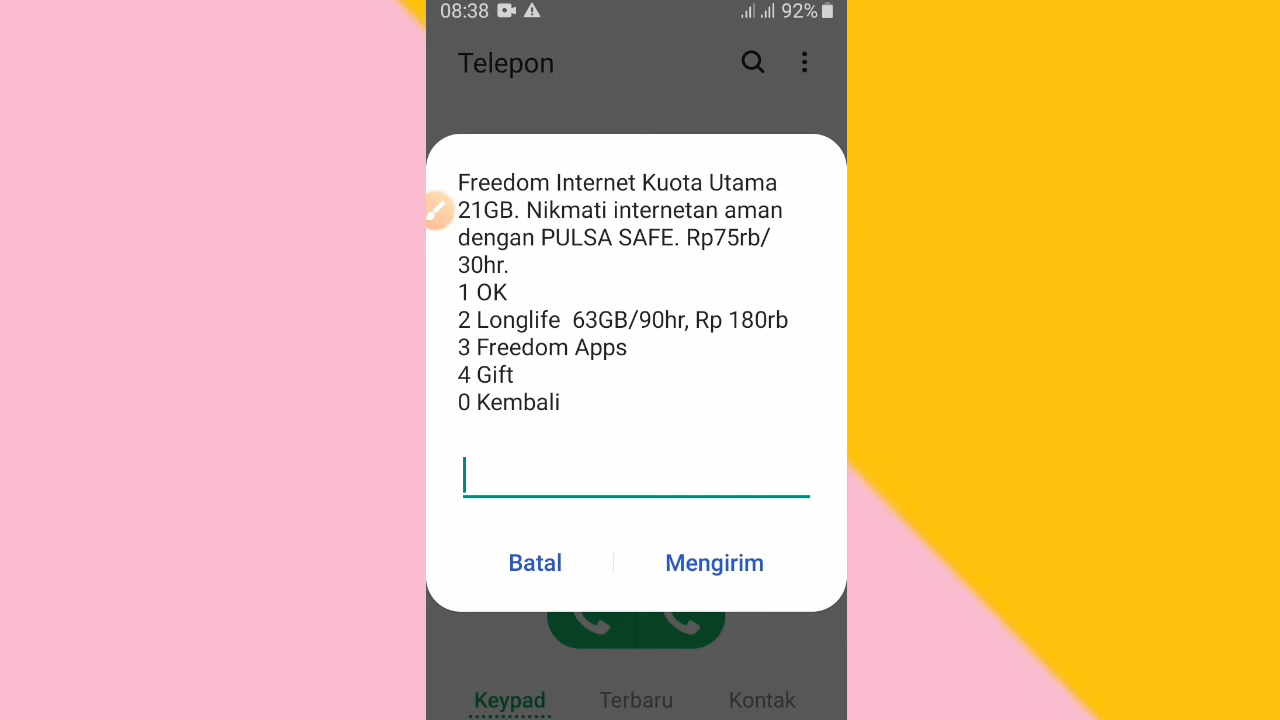 08:38 92%
Telepon
Freedom Internet Kuota Utama
21GB. Nikmati internetan aman
dengan PULSA SAFE. Rp75rb/
30hr.
1 OK
2 Longlife  63GB/90hr, Rp 180rb
3 Freedom Apps
4 Gift
0 Kembali
Batal Mengirim
Keypad Terbaru Kontak